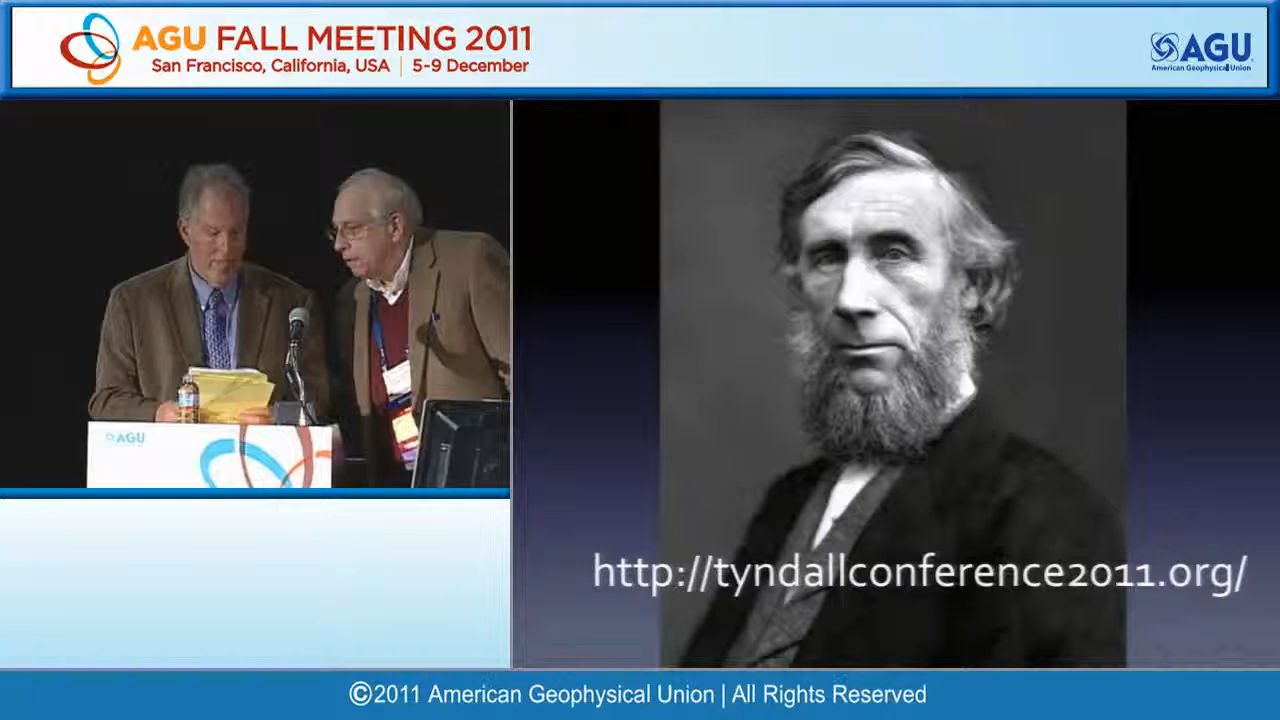 AGU FALL MEETING 2011
San Francisco, California, USA | 5-9 December
AGU
American Geophysical Union
AGU
http://tyndallconference2011.org/
©2011 American Geophysical Union | All Rights Reserved